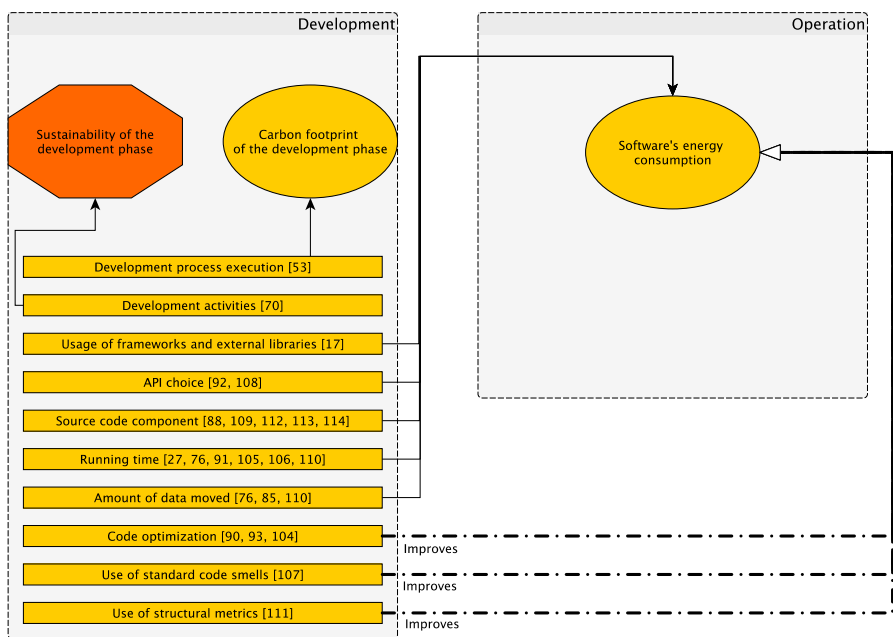 Development
Operation
Sustainability of the
development phase
Carbon footprint
of the development phase
Software's energy
consumption
Development process execution [53]
Development activities [70]
Usage of frameworks and external libraries [17]
API choice [92, 108]
Source code component [88, 109, 112, 113, 114]
Running time [27, 76, 91, 105, 106, 110]
Amount of data moved [76, 85, 110]
Code optimization [90, 93, 104]
Improves
Use of standard code smells [107]
Improves
Use of structural metrics [111]
Improves